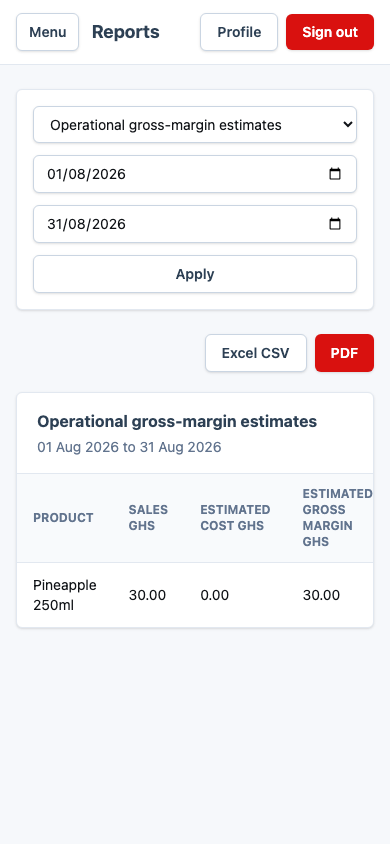 Menu Reports Profile Sign out
Operational gross-margin estimates
01/08/2026
31/08/2026
Apply
Excel CSV PDF
Operational gross-margin estimates
01 Aug 2026 to 31 Aug 2026
PRODUCT SALES GHS ESTIMATED COST GHS ESTIMATED GROSS MARGIN GHS
Pineapple 250ml 30.00 0.00 30.00